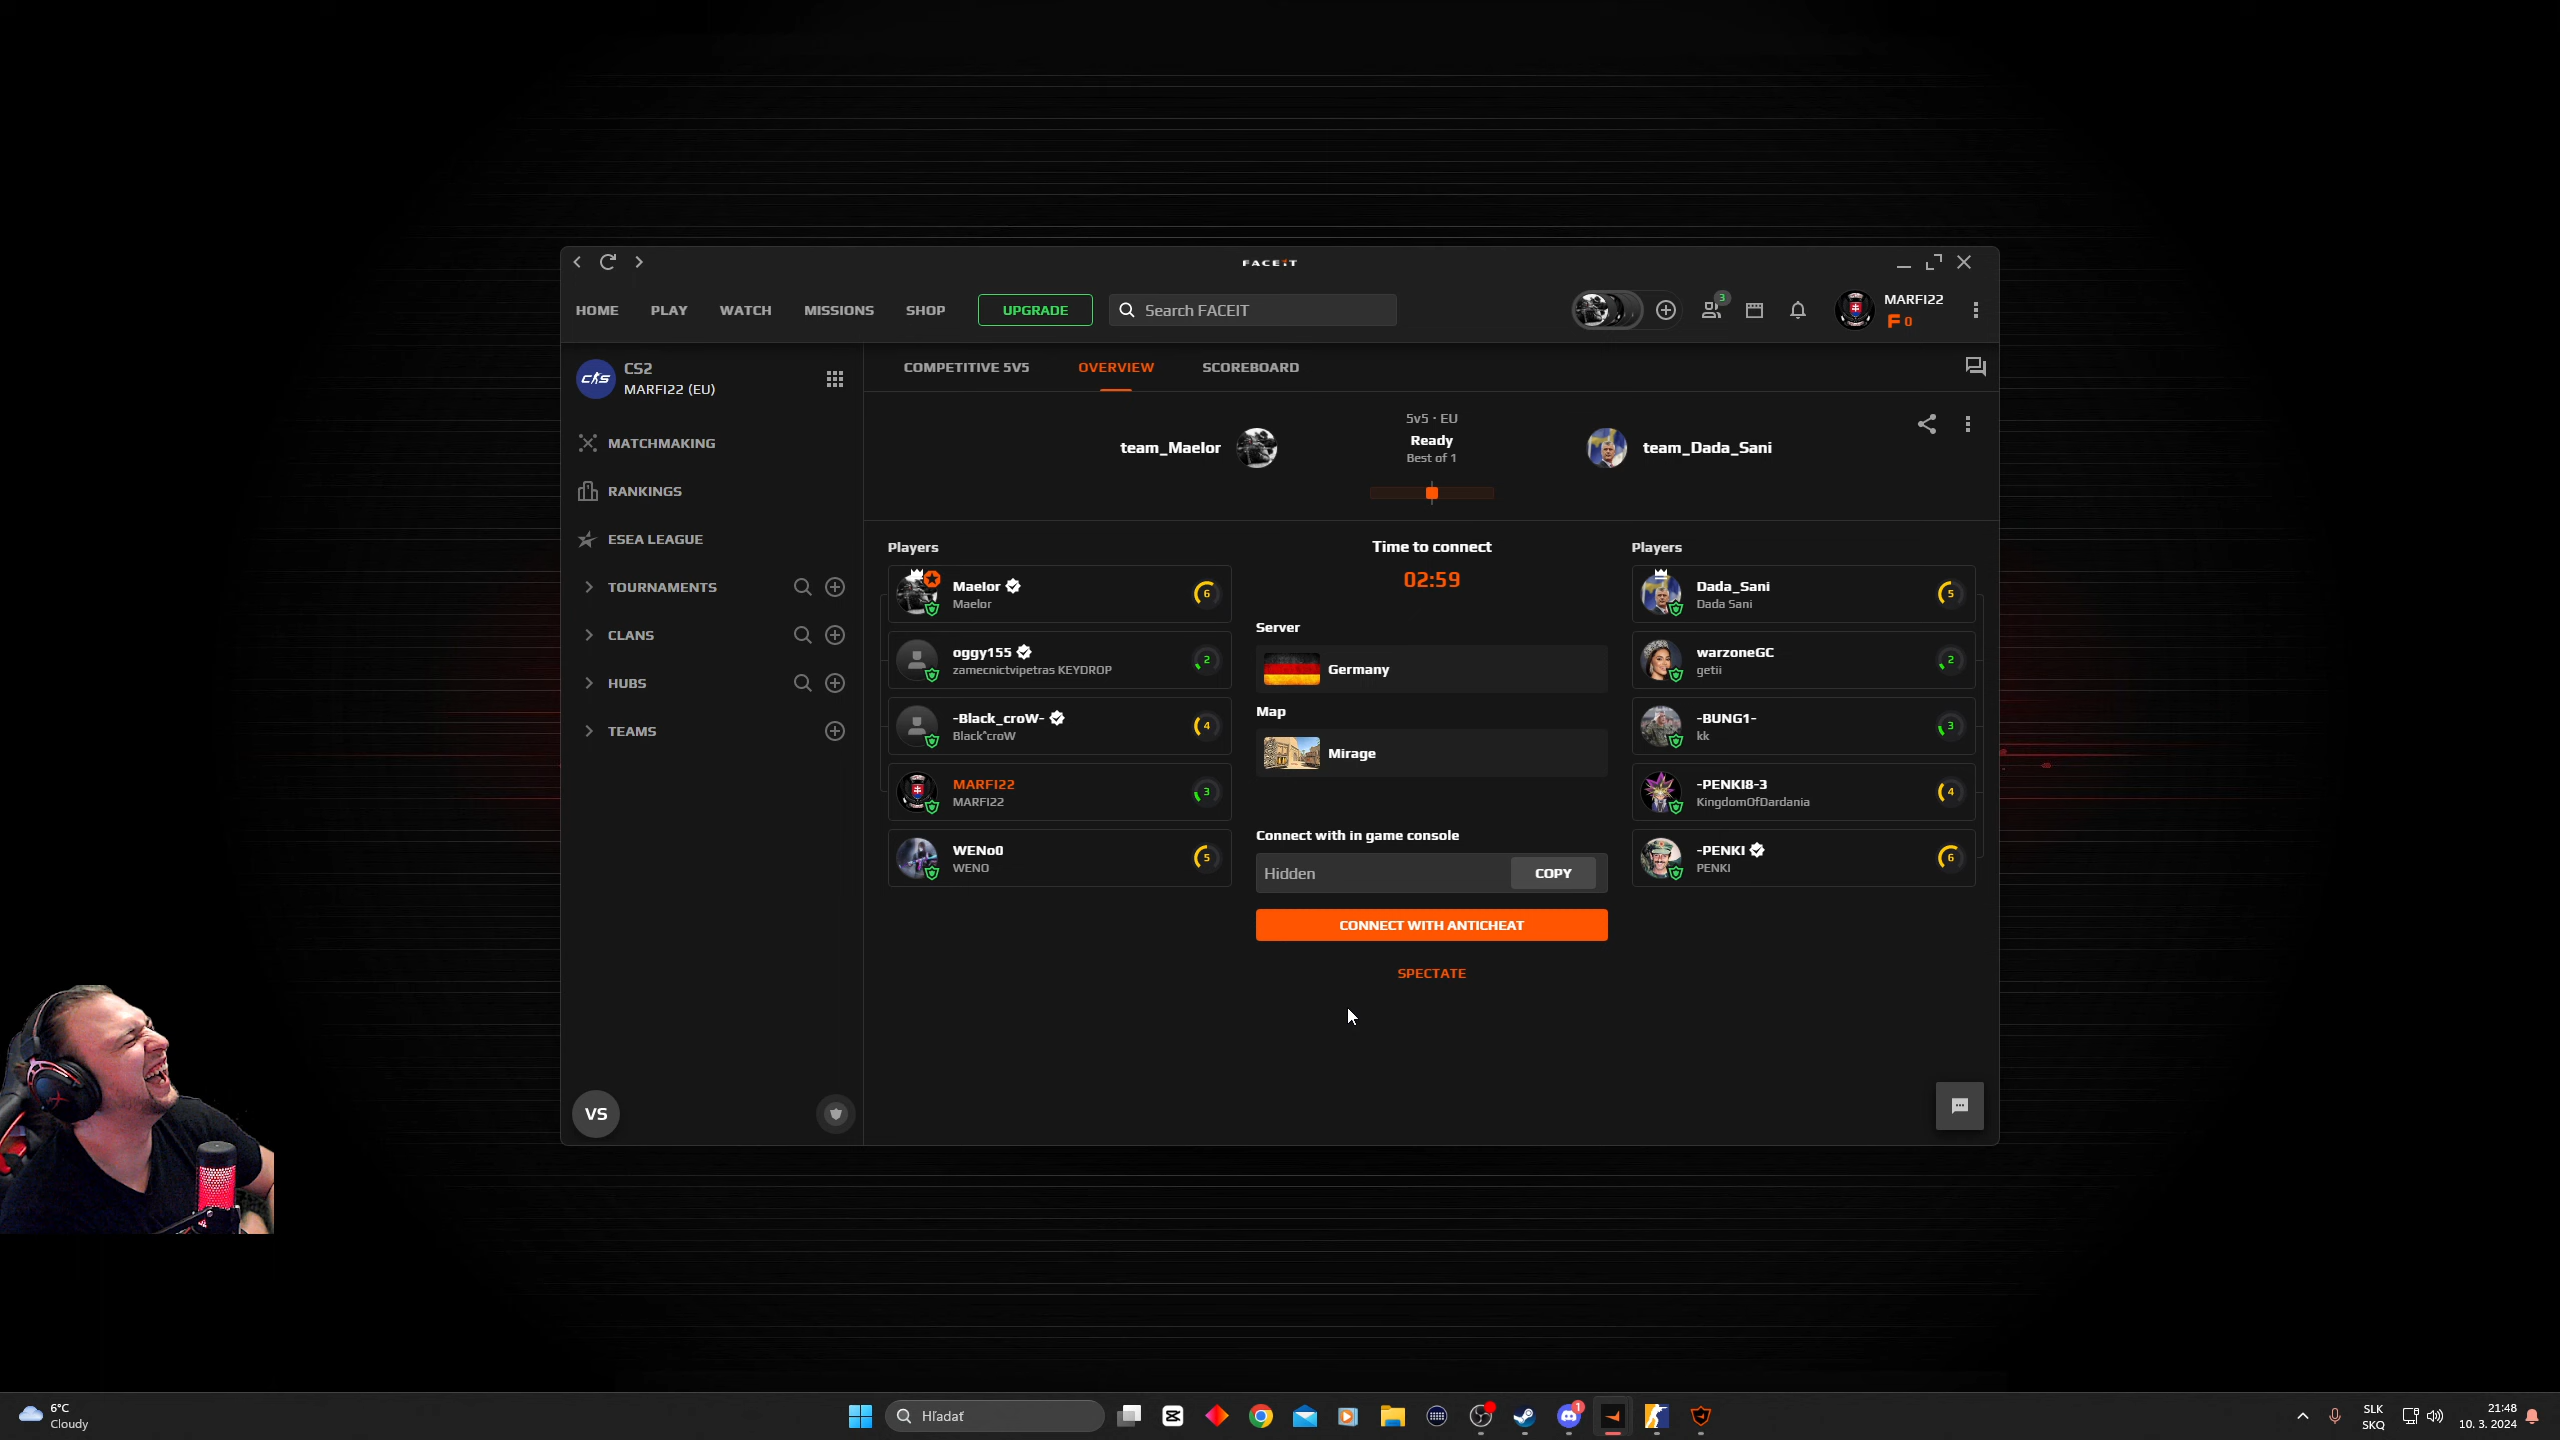 FACEIT
HOME
PLAY
WATCH
MISSIONS
SHOP
UPGRADE
Search FACEIT
3
MARFI22
0
CS2
MARFI22 (EU)
MATCHMAKING
RANKINGS
ESEA LEAGUE
TOURNAMENTS
CLANS
HUBS
TEAMS
VS
COMPETITIVE 5V5
OVERVIEW
SCOREBOARD
team_Maelor
5v5 · EU
Ready
Best of 1
team_Dada_Sani
Players
Maelor
Maelor
6
oggy155
zamecnictvipetras KEYDROP
2
-Black_croW-
Black°croW
4
MARFI22
MARFI22
3
WENo0
WENO
5
Time to connect
02:59
Server
Germany
Map
Mirage
Connect with in game console
Hidden
COPY
CONNECT WITH ANTICHEAT
SPECTATE
Players
Dada_Sani
Dada Sani
5
warzoneGC
getii
2
-BUNG1-
kk
3
-PENKI8-3
KingdomOfDardania
4
-PENKI
PENKI
6
6°C
Cloudy
Hľadať
1
SLK
SKQ
21:48
10. 3. 2024